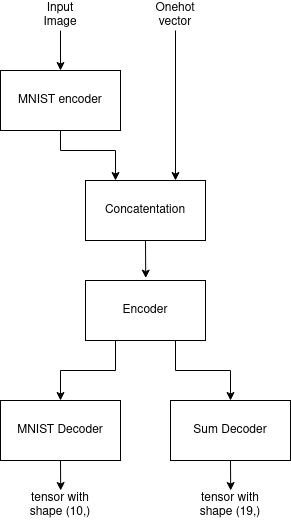 Input
Image
Onehot
vector
MNIST encoder
Concatentation
Encoder
MNIST Decoder
Sum Decoder
tensor with
shape (10,)
tensor with
shape (19,)